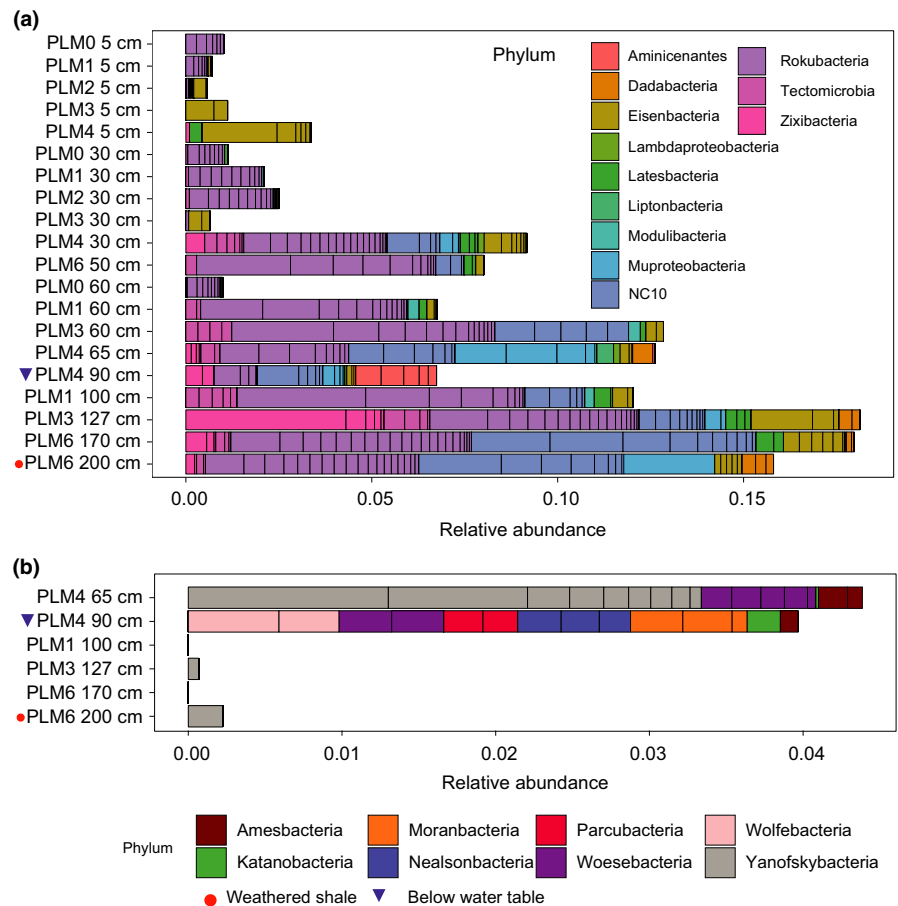 (a)
PLM0 5 cm
PLM1 5 cm
PLM2 5 cm
PLM3 5 cm
PLM4 5 cm
PLM0 30 cm
PLM1 30 cm
PLM2 30 cm
PLM3 30 cm
PLM4 30 cm
PLM6 50 cm
PLM0 60 cm
PLM1 60 cm
PLM3 60 cm
PLM4 65 cm
PLM4 90 cm
PLM1 100 cm
PLM3 127 cm
PLM6 170 cm
PLM6 200 cm
Phylum
Aminicenantes
Dadabacteria
Eisenbacteria
Lambdaproteobacteria
Latesbacteria
Liptonbacteria
Modulibacteria
Muproteobacteria
NC10
Rokubacteria
Tectomicrobia
Zixibacteria
0.00 0.05 0.10 0.15
Relative abundance
(b)
PLM4 65 cm
PLM4 90 cm
PLM1 100 cm
PLM3 127 cm
PLM6 170 cm
PLM6 200 cm
0.00 0.01 0.02 0.03 0.04
Relative abundance
Phylum
Amesbacteria Moranbacteria Parcubacteria Wolfebacteria
Katanobacteria Nealsonbacteria Woesebacteria Yanofskybacteria
Weathered shale Below water table